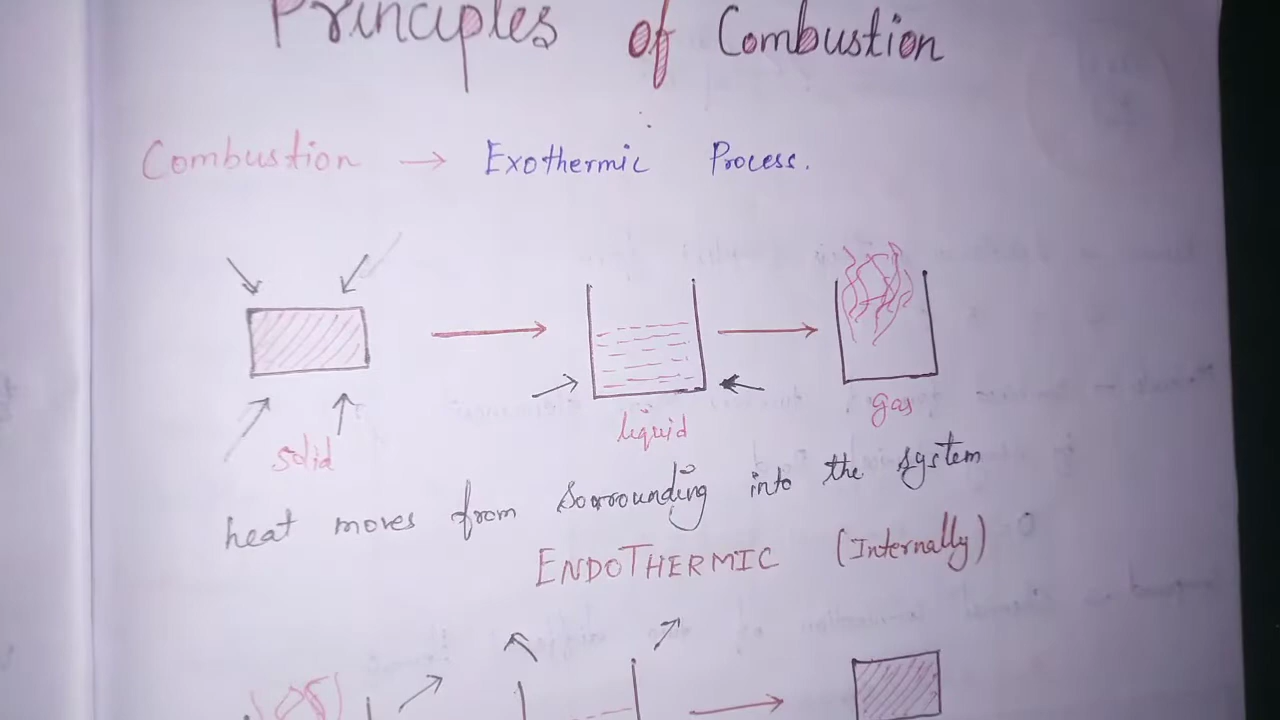 Principles of Combustion
Combustion → Exothermic Process.
solid
liquid
gas
heat moves from sorrounding into the system
ENDOTHERMIC (Internally)